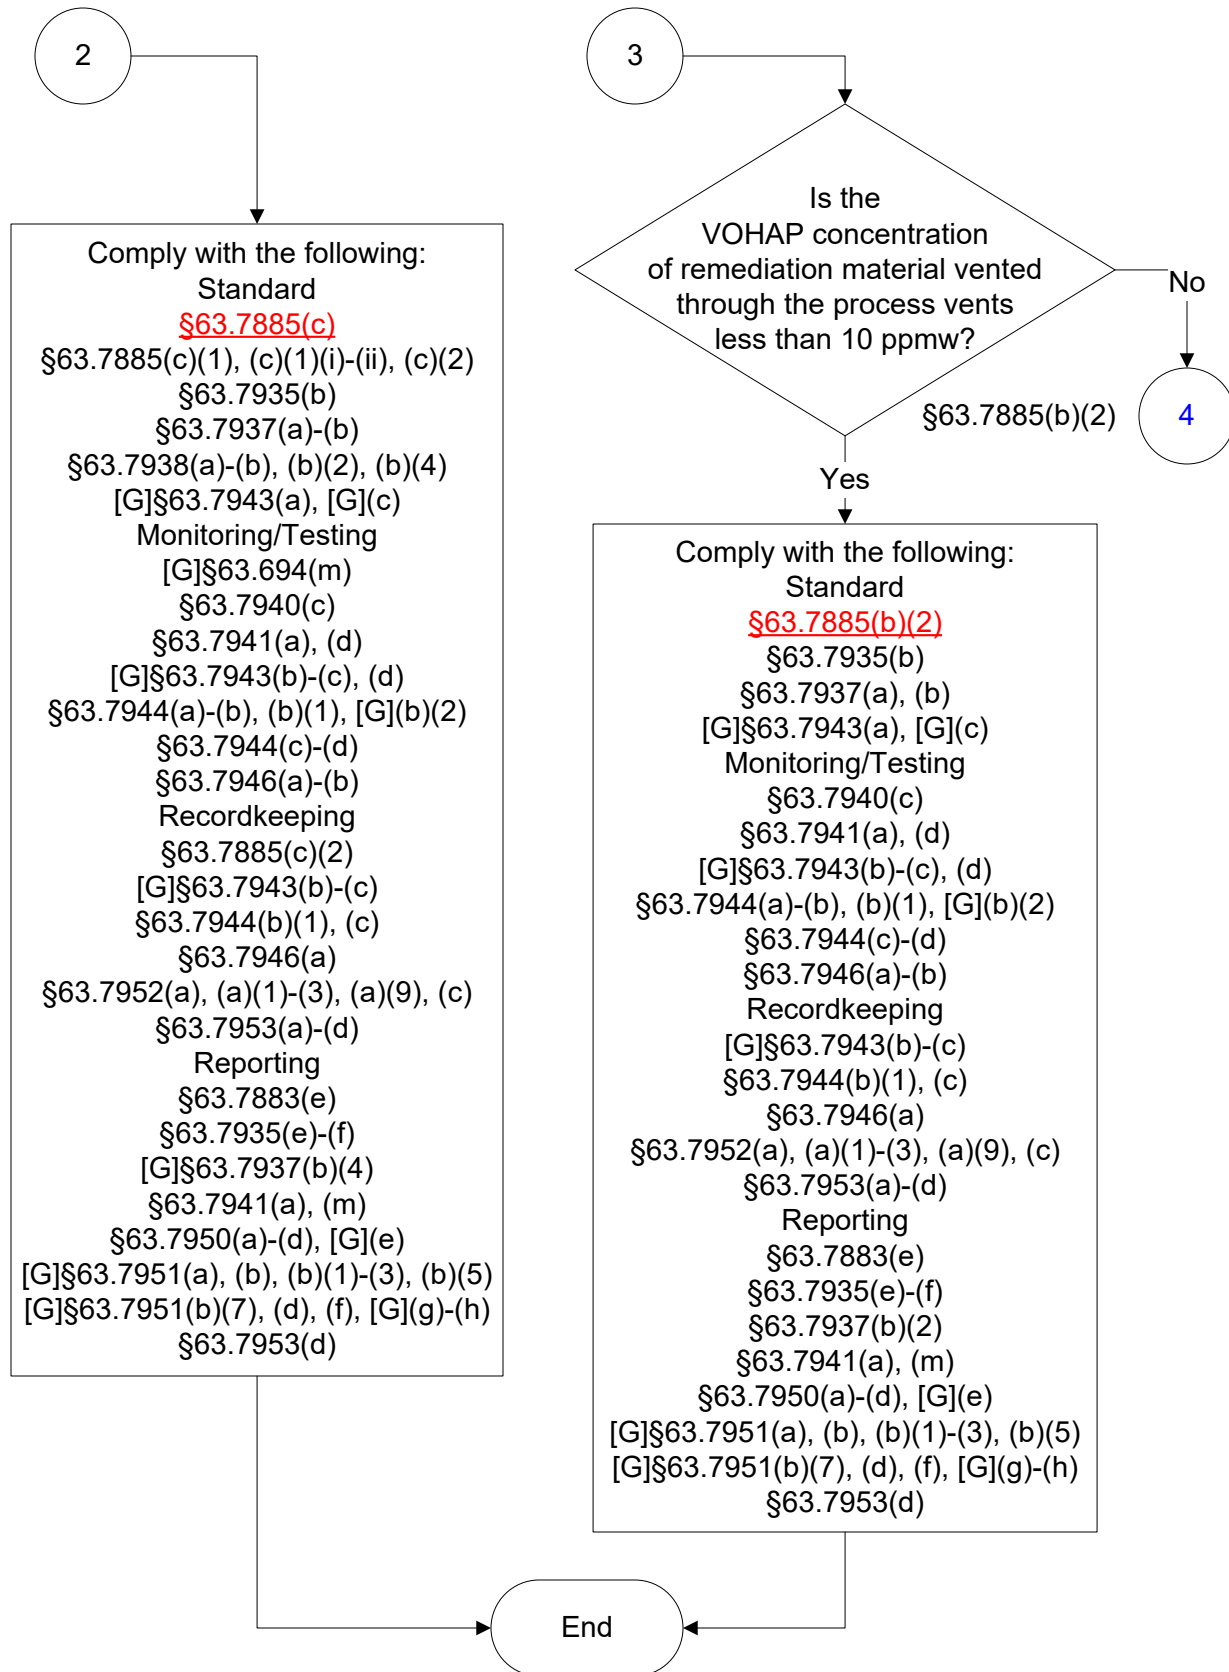 2
Comply with the following:
Standard
§63.7885(c)
§63.7885(c)(1), (c)(1)(i)-(ii), (c)(2)
§63.7935(b)
§63.7937(a)-(b)
§63.7938(a)-(b), (b)(2), (b)(4)
[G]§63.7943(a), [G](c)
Monitoring/Testing
[G]§63.694(m)
§63.7940(c)
§63.7941(a), (d)
[G]§63.7943(b)-(c), (d)
§63.7944(a)-(b), (b)(1), [G](b)(2)
§63.7944(c)-(d)
§63.7946(a)-(b)
Recordkeeping
§63.7885(c)(2)
[G]§63.7943(b)-(c)
§63.7944(b)(1), (c)
§63.7946(a)
§63.7952(a), (a)(1)-(3), (a)(9), (c)
§63.7953(a)-(d)
Reporting
§63.7883(e)
§63.7935(e)-(f)
[G]§63.7937(b)(4)
§63.7941(a), (m)
§63.7950(a)-(d), [G](e)
[G]§63.7951(a), (b), (b)(1)-(3), (b)(5)
[G]§63.7951(b)(7), (d), (f), [G](g)-(h)
§63.7953(d)
3
Is the
VOHAP concentration
of remediation material vented
through the process vents
less than 10 ppmw?
No
§63.7885(b)(2)
4
Yes
Comply with the following:
Standard
§63.7885(b)(2)
§63.7935(b)
§63.7937(a), (b)
[G]§63.7943(a), [G](c)
Monitoring/Testing
§63.7940(c)
§63.7941(a), (d)
[G]§63.7943(b)-(c), (d)
§63.7944(a)-(b), (b)(1), [G](b)(2)
§63.7944(c)-(d)
§63.7946(a)-(b)
Recordkeeping
[G]§63.7943(b)-(c)
§63.7944(b)(1), (c)
§63.7946(a)
§63.7952(a), (a)(1)-(3), (a)(9), (c)
§63.7953(a)-(d)
Reporting
§63.7883(e)
§63.7935(e)-(f)
§63.7937(b)(2)
§63.7941(a), (m)
§63.7950(a)-(d), [G](e)
[G]§63.7951(a), (b), (b)(1)-(3), (b)(5)
[G]§63.7951(b)(7), (d), (f), [G](g)-(h)
§63.7953(d)
End